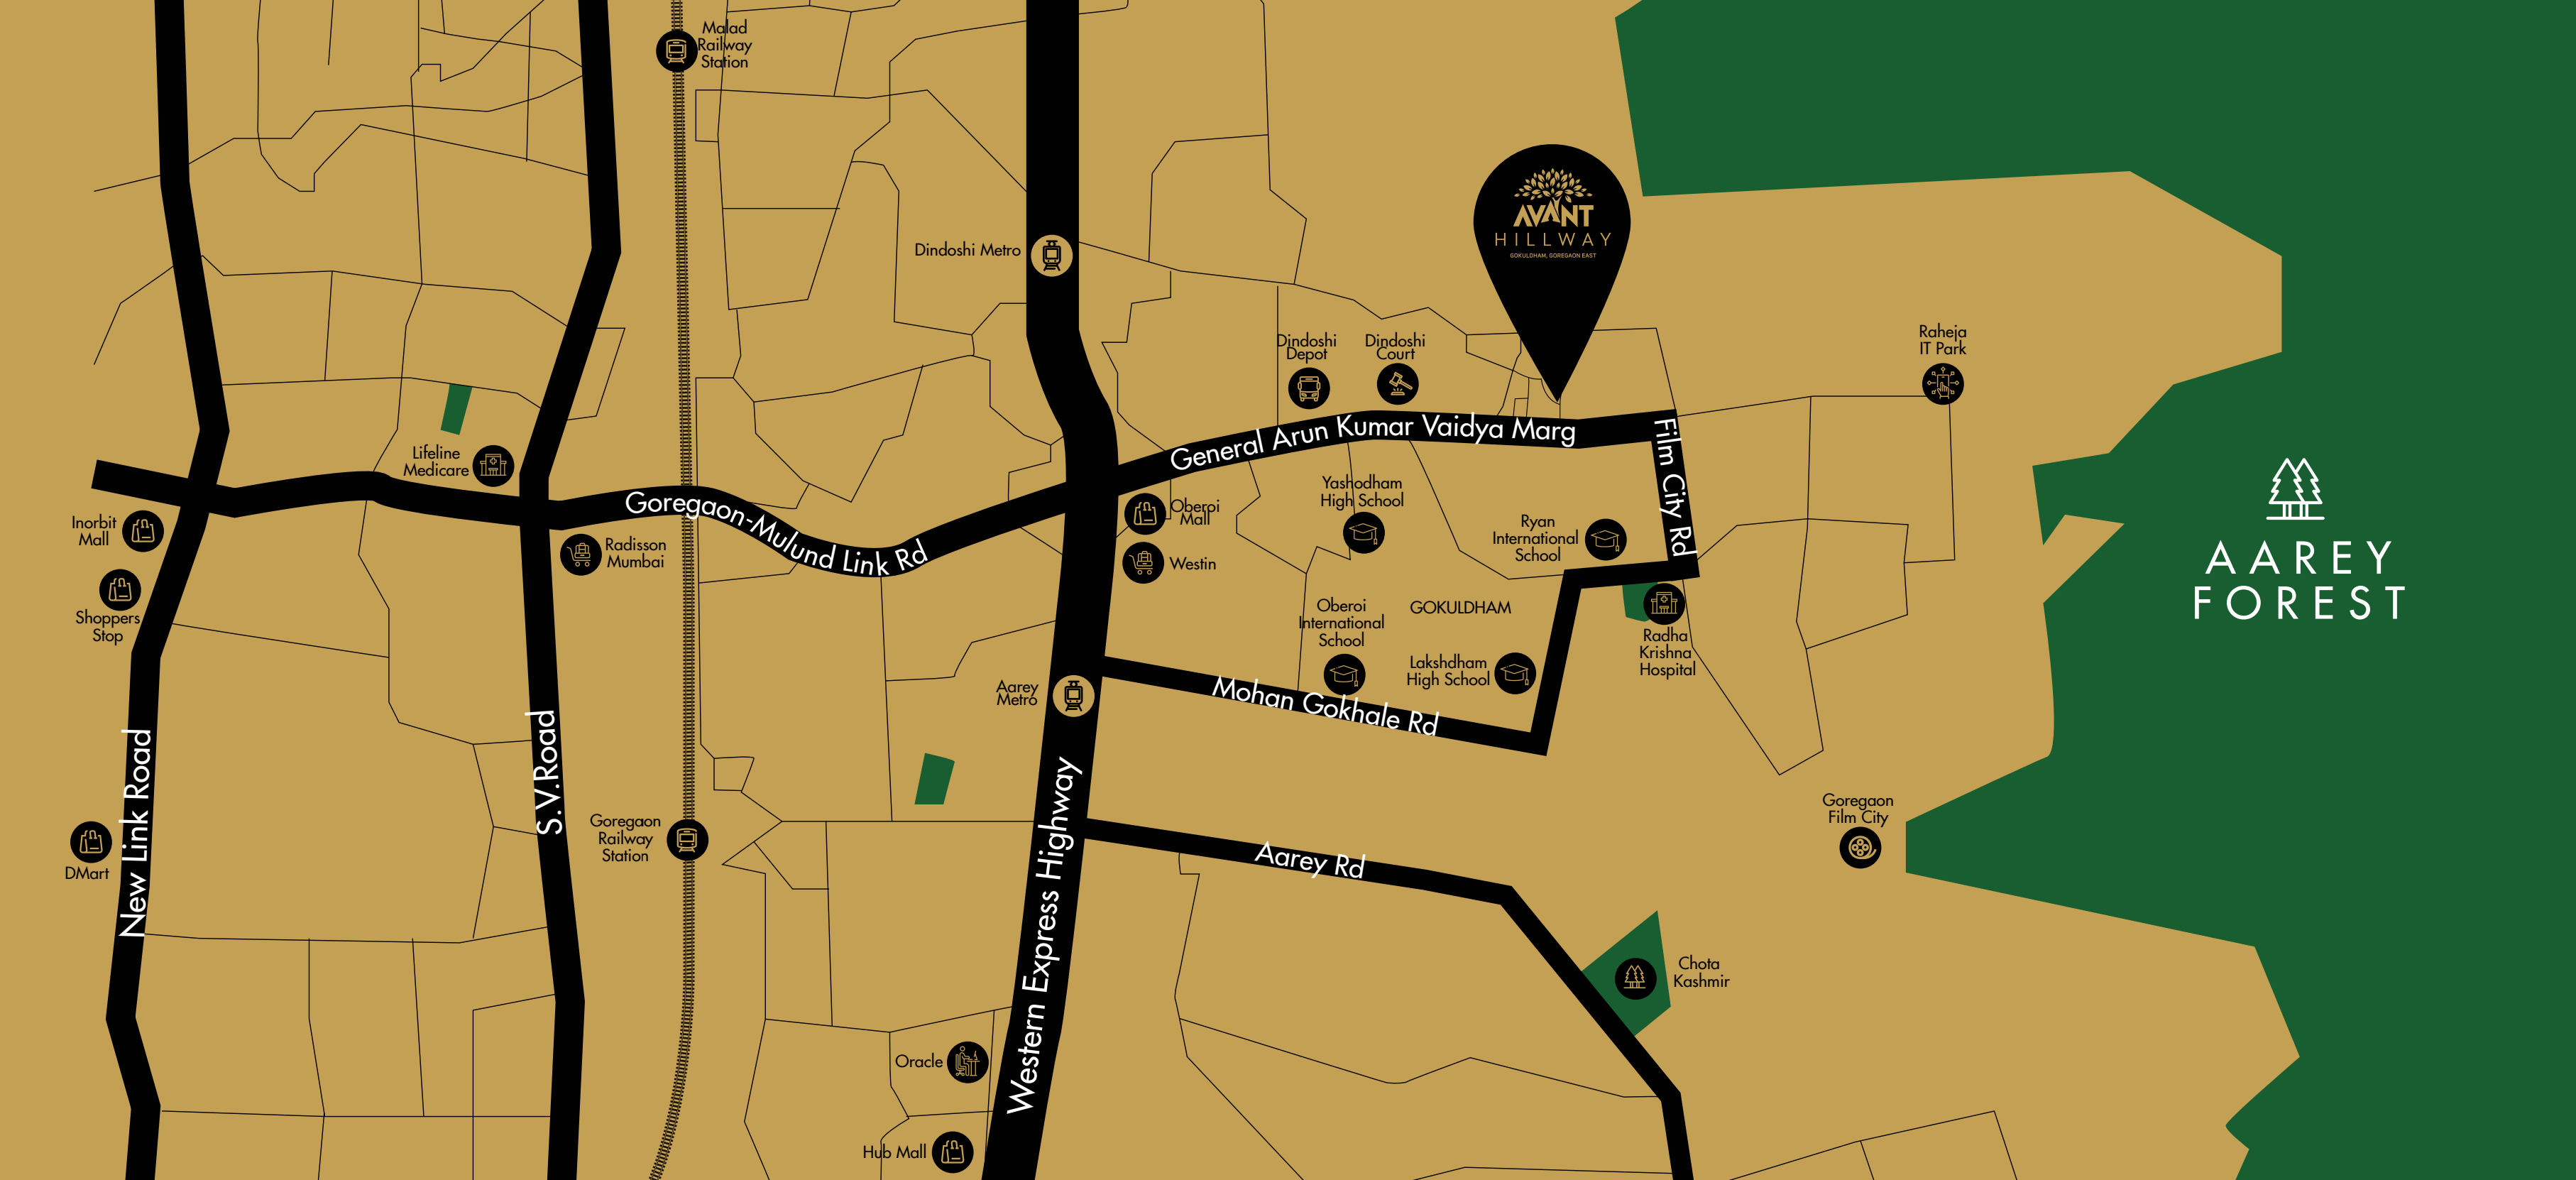 Malad
Railway
Station
AVANT
HILLWAY
GOKULDHAM, GOREGAON EAST
Dindoshi Metro
Dindoshi
Depot
Dindoshi
Court
Raheja
IT Park
General Arun Kumar Vaidya Marg
Film City Rd
Lifeline
Medicare
Goregaon-Mulund Link Rd
Yashodham
High School
Oberoi
Mall
Inorbit
Mall
Ryan
International
School
Radisson
Mumbai
Westin
AAREY
FOREST
Shoppers
Stop
Oberoi
International
School
GOKULDHAM
Radha
Krishna
Hospital
Lakshdham
High School
Aarey
Metro
Mohan Gokhale Rd
New Link Road
S.V.Road
Western Express Highway
Goregaon
Railway
Station
Goregaon
Film City
DMart
Aarey Rd
Chota
Kashmir
Oracle
Hub Mall